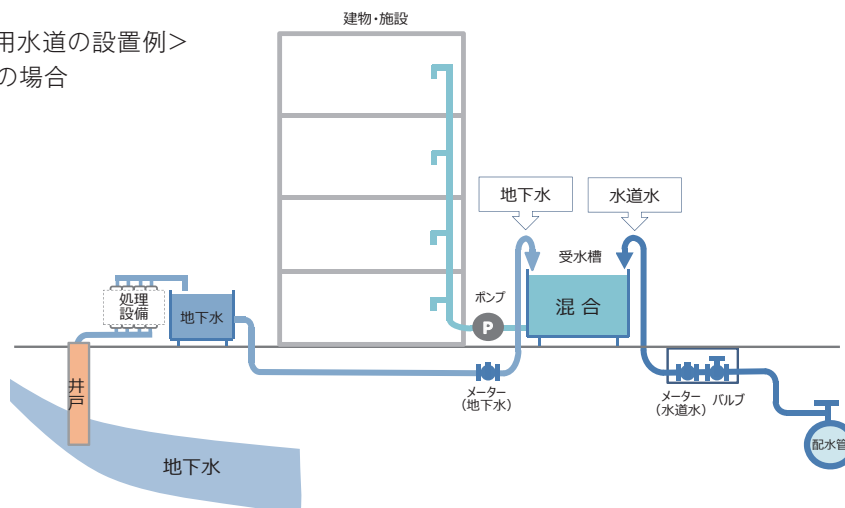 用水道の設置例>
の場合
建物・施設
地下水
水道水
受水槽
混合
ポンプ
P
処理
設備
地下水
井
戸
地下水
メーター
（地下水）
メーター
（水道水）
バルブ
配水管